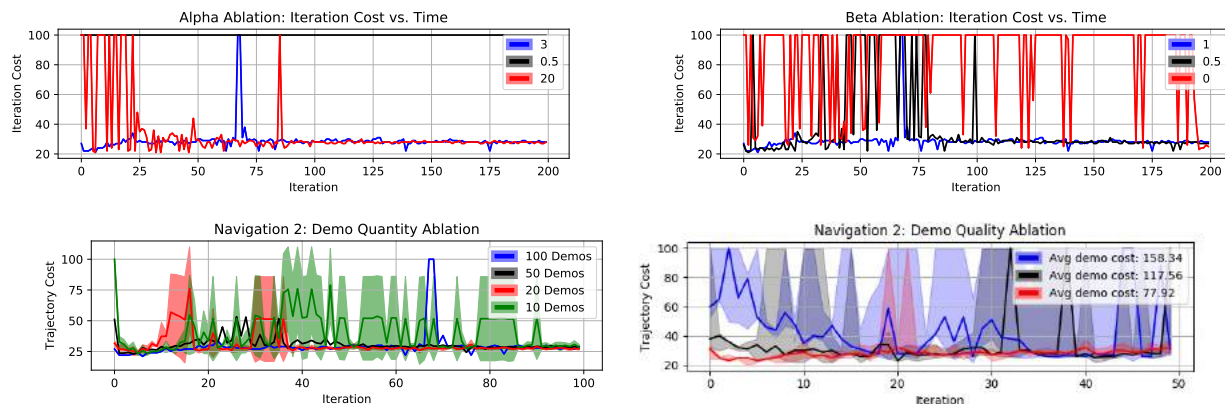 Alpha Ablation: Iteration Cost vs. Time
100
80
60
40
20
Iteration Cost
3
0.5
20
0
25
50
75
100
125
150
175
200
Iteration
Beta Ablation: Iteration Cost vs. Time
100
80
60
40
20
Iteration Cost
1
0.5
0
0
25
50
75
100
125
150
175
200
Iteration
Navigation 2: Demo Quantity Ablation
100
75
50
25
Trajectory Cost
100 Demos
50 Demos
20 Demos
10 Demos
0
20
40
60
80
100
Iteration
Navigation 2: Demo Quality Ablation
100
80
60
40
20
Trajectory Cost
Avg demo cost: 158.34
Avg demo cost: 117.56
Avg demo cost: 77.92
0
10
20
30
40
50
Iteration